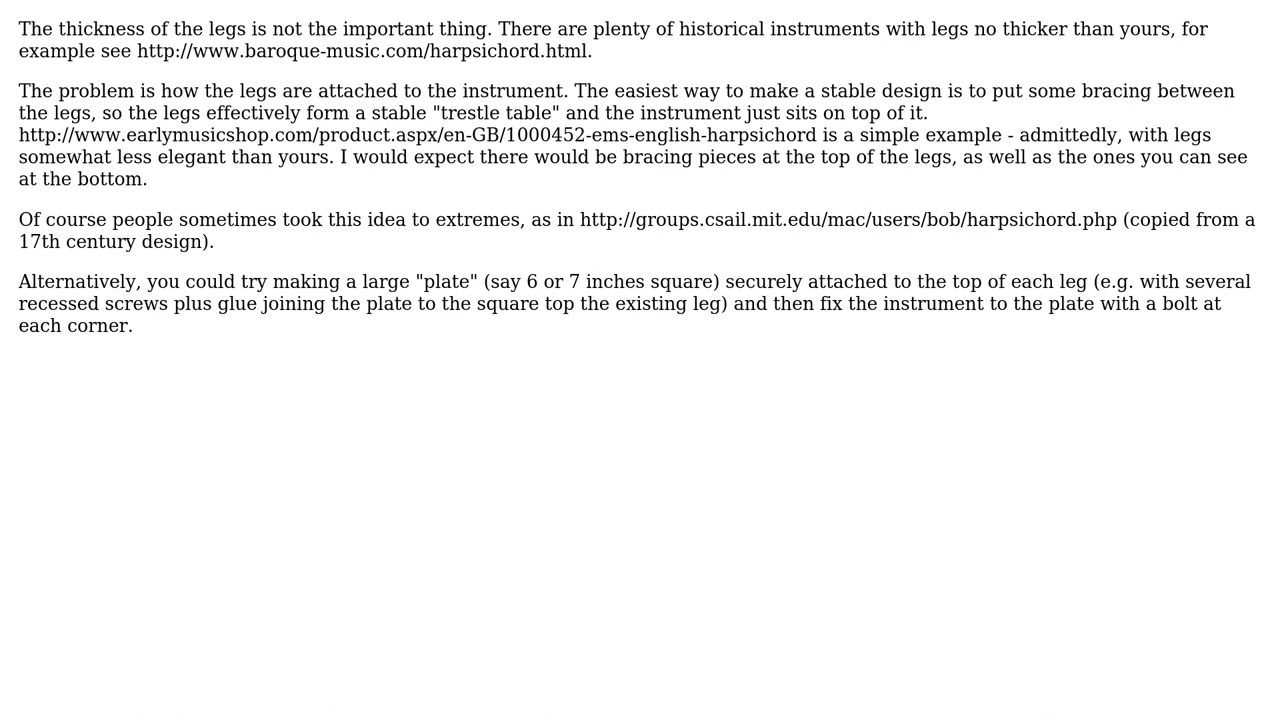 The thickness of the legs is not the important thing. There are plenty of historical instruments with legs no thicker than yours, for
example see http://www.baroque-music.com/harpsichord.html.
The problem is how the legs are attached to the instrument. The easiest way to make a stable design is to put some bracing between
the legs, so the legs effectively form a stable "trestle table" and the instrument just sits on top of it.
http://www.earlymusicshop.com/product.aspx/en-GB/1000452-ems-english-harpsichord is a simple example - admittedly, with legs
somewhat less elegant than yours. I would expect there would be bracing pieces at the top of the legs, as well as the ones you can see
at the bottom.
Of course people sometimes took this idea to extremes, as in http://groups.csail.mit.edu/mac/users/bob/harpsichord.php (copied from a
17th century design).
Alternatively, you could try making a large "plate" (say 6 or 7 inches square) securely attached to the top of each leg (e.g. with several
recessed screws plus glue joining the plate to the square top the existing leg) and then fix the instrument to the plate with a bolt at
each corner.